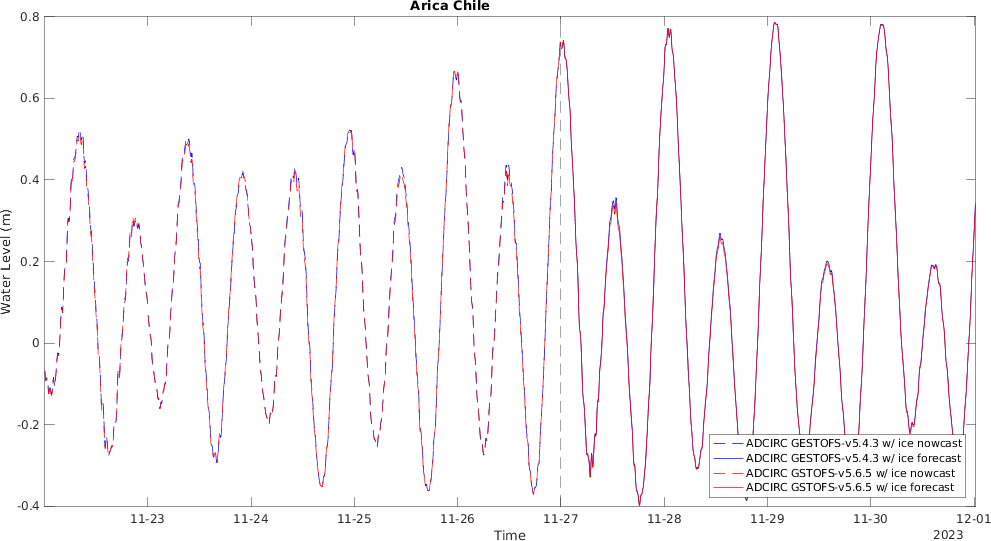 Arica Chile
Water Level (m)
0.8
0.6
0.4
0.2
0
-0.2
-0.4
11-23
11-24
11-25
11-26
11-27
11-28
11-29
11-30
12-01
Time
2023
ADCIRC GESTOFS-v5.4.3 w/ ice nowcast
ADCIRC GESTOFS-v5.4.3 w/ ice forecast
ADCIRC GSTOFS-v5.6.5 w/ ice nowcast
ADCIRC GSTOFS-v5.6.5 w/ ice forecast